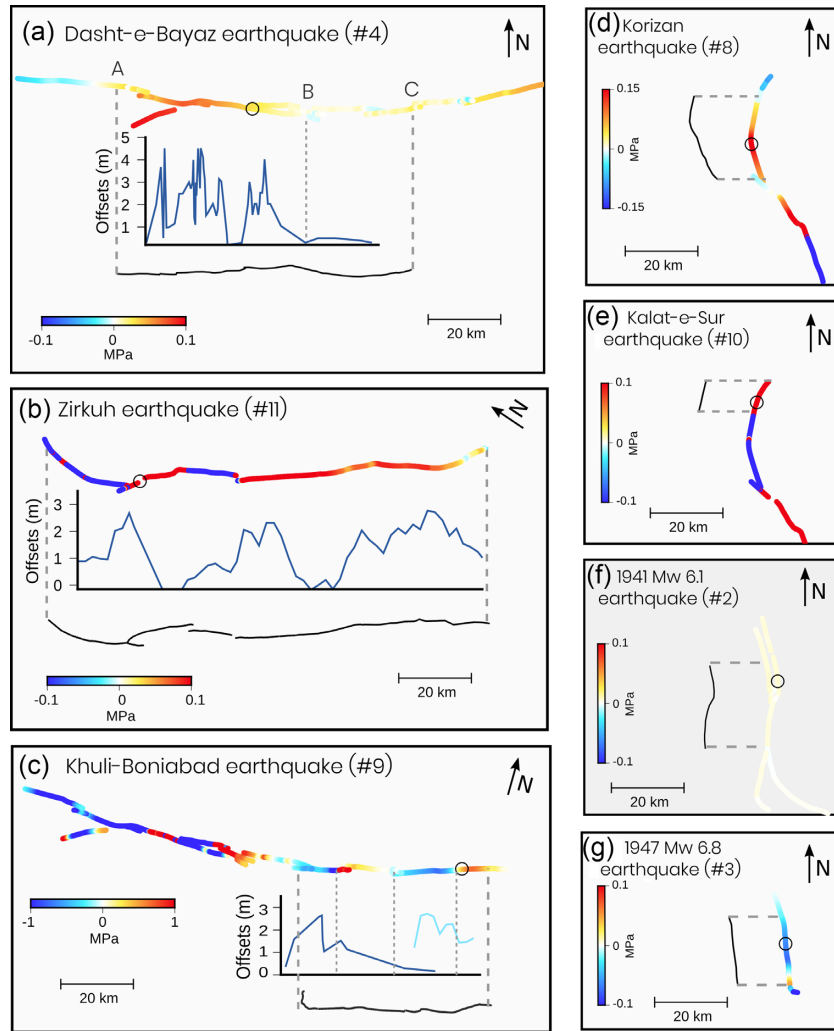 (a) Dasht-e-Bayaz earthquake (#4)
N
A
B
C
5
4
3
2
1
Offsets (m)
-0.1 0 0.1
MPa
20 km
(b) Zirkuh earthquake (#11)
N
3
2
1
0
Offsets (m)
-0.1 0 0.1
MPa
20 km
(c) Khuli-Boniabad earthquake (#9)
N
-1 0 1
MPa
20 km
3
2
1
0
Offsets (m)
(d) Korizan
earthquake (#8)
N
0.15
0
-0.15
MPa
20 km
(e) Kalat-e-Sur
earthquake (#10)
N
0.1
0
-0.1
MPa
20 km
(f) 1941 Mw 6.1
earthquake (#2)
N
0.1
0
-0.1
MPa
20 km
(g) 1947 Mw 6.8
earthquake (#3)
N
0.1
0
-0.1
MPa
20 km